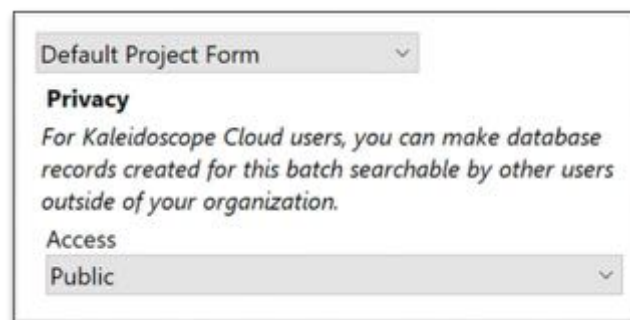 Default Project Form
Privacy
For Kaleidoscope Cloud users, you can make database
records created for this batch searchable by other users
outside of your organization.
Access
Public